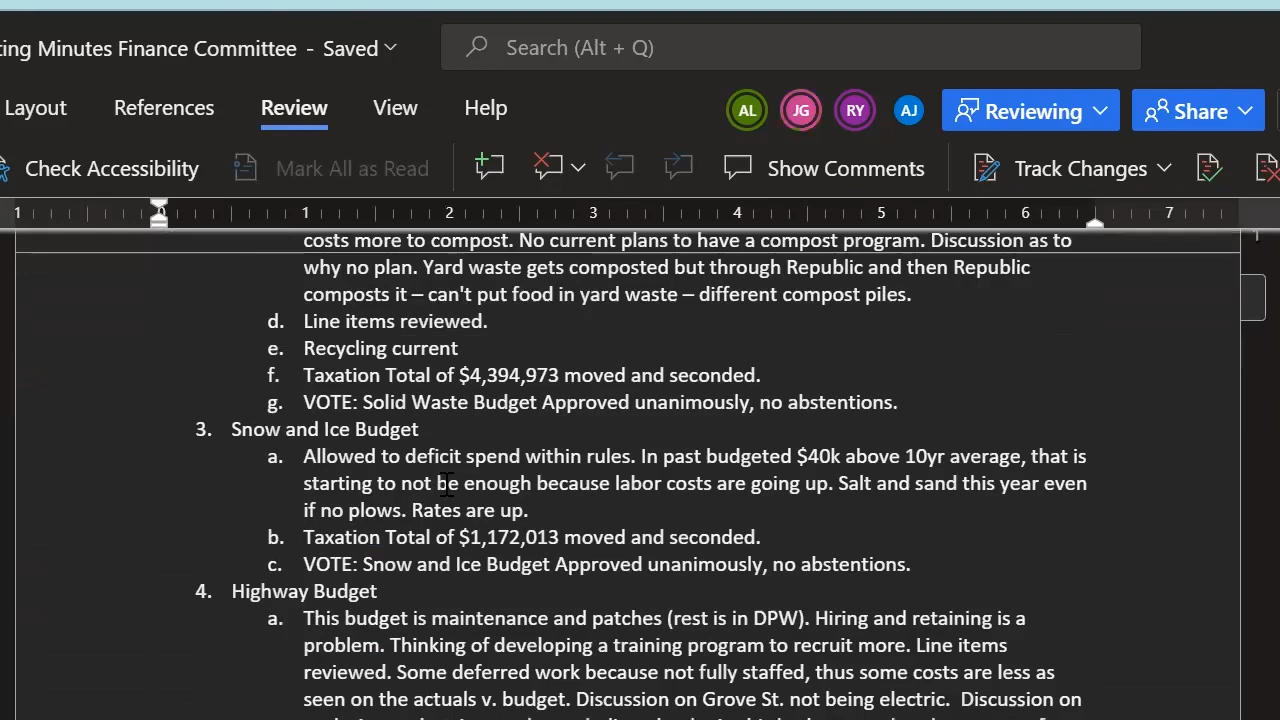 ting Minutes Finance Committee - Saved
Search (Alt + Q)
Layout References Review View Help AL JG RY AJ Reviewing Share
Check Accessibility Mark All as Read Show Comments Track Changes
1 0 1 2 3 4 5 6 7
costs more to compost. No current plans to have a compost program. Discussion as to
why no plan. Yard waste gets composted but through Republic and then Republic
composts it – can't put food in yard waste – different compost piles.
d. Line items reviewed.
e. Recycling current
f. Taxation Total of $4,394,973 moved and seconded.
g. VOTE: Solid Waste Budget Approved unanimously, no abstentions.
3. Snow and Ice Budget
a. Allowed to deficit spend within rules. In past budgeted $40k above 10yr average, that is
starting to not be enough because labor costs are going up. Salt and sand this year even
if no plows. Rates are up.
b. Taxation Total of $1,172,013 moved and seconded.
c. VOTE: Snow and Ice Budget Approved unanimously, no abstentions.
4. Highway Budget
a. This budget is maintenance and patches (rest is in DPW). Hiring and retaining is a
problem. Thinking of developing a training program to recruit more. Line items
reviewed. Some deferred work because not fully staffed, thus some costs are less as
seen on the actuals v. budget. Discussion on Grove St. not being electric. Discussion on